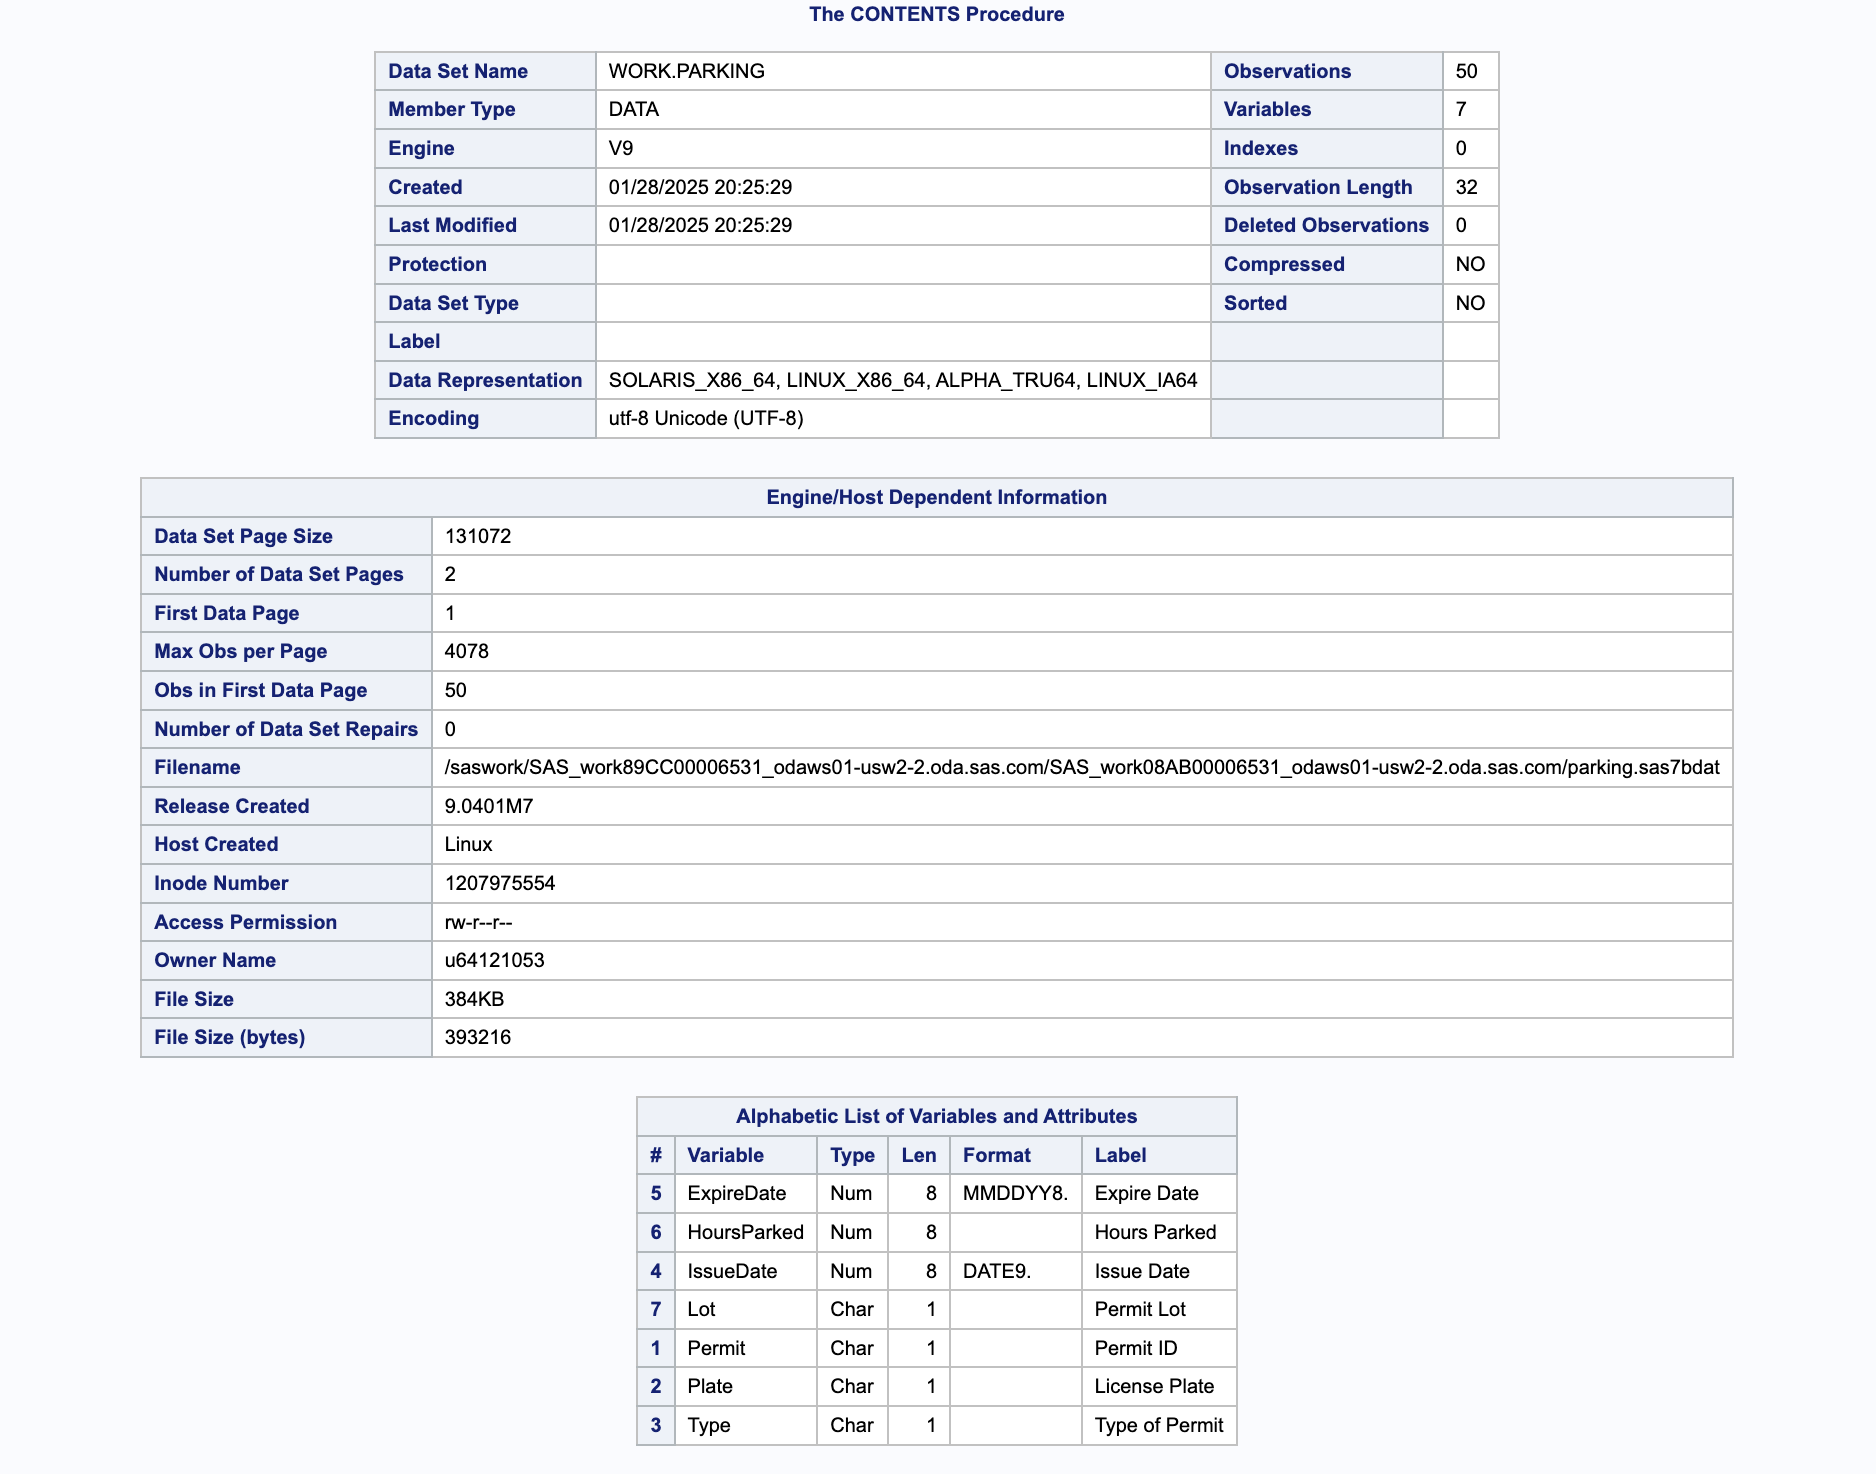 The CONTENTS Procedure
Data Set Name WORK.PARKING Observations 50
Member Type DATA Variables 7
Engine V9 Indexes 0
Created 01/28/2025 20:25:29 Observation Length 32
Last Modified 01/28/2025 20:25:29 Deleted Observations 0
Protection Compressed NO
Data Set Type Sorted NO
Label
Data Representation SOLARIS_X86_64, LINUX_X86_64, ALPHA_TRU64, LINUX_IA64
Encoding utf-8 Unicode (UTF-8)
Engine/Host Dependent Information
Data Set Page Size 131072
Number of Data Set Pages 2
First Data Page 1
Max Obs per Page 4078
Obs in First Data Page 50
Number of Data Set Repairs 0
Filename /saswork/SAS_work89CC00006531_odaws01-usw2-2.oda.sas.com/SAS_work08AB00006531_odaws01-usw2-2.oda.sas.com/parking.sas7bdat
Release Created 9.0401M7
Host Created Linux
Inode Number 1207975554
Access Permission rw-r--r--
Owner Name u64121053
File Size 384KB
File Size (bytes) 393216
Alphabetic List of Variables and Attributes
# Variable Type Len Format Label
5 ExpireDate Num 8 MMDDYY8. Expire Date
6 HoursParked Num 8 Hours Parked
4 IssueDate Num 8 DATE9. Issue Date
7 Lot Char 1 Permit Lot
1 Permit Char 1 Permit ID
2 Plate Char 1 License Plate
3 Type Char 1 Type of Permit